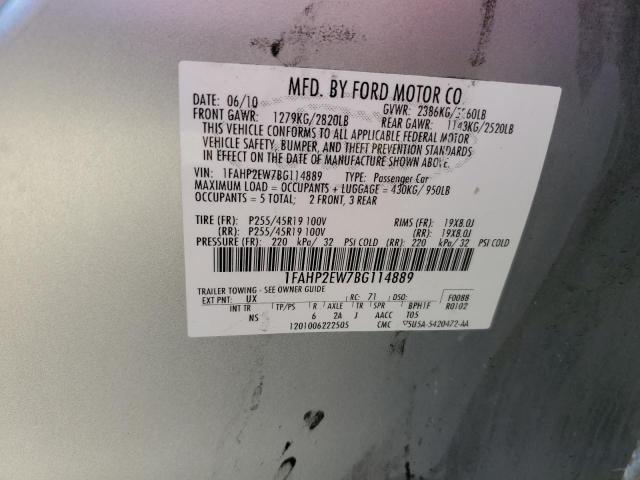 MFD. BY FORD MOTOR CO
DATE 06/10 GVWR: 2386KG/
FRONT GAWR: 1279KG/2820LB REAR GAWR: 1143KG/2520LB
THIS VEHICLE CONFORMS TO ALL APPLICABLE FEDERAL MOTOR
VEHICLE SAFETY, BUMPER, AND THEFT PREVENTION STANDARDS
IN EFFECT ON THE DATE OF MANUFACTURE SHOWN ABOVE.
VIN: 1FAHP2EW7BG114889 TYPE: Passenger Car
MAXIMUM LOAD = OCCUPANTS + LUGGAGE = 430KG/ 950LB
OCCUPANTS = 5 TOTAL; 2 FRONT, 3 REAR
TIRE (FR): P255/45R19 100V RIMS (FR): 19X8.0J
(RR): P255/45R19 100V (RR): 19X8.0J
PRESSURE (FR): 220 kPa/ 32 PSI COLD (RR): 220 kPa/ 32 PSI COLD
1FAHP2EW7BG114889
TRAILER TOWING - SEE OWNER GUIDE
EXT PNT: UX RC: 71 DSO: F0088
INT TR TP/PS R AXLE TR SPR BPH1F R0102
NS 6 2A J AACC T05
1201006222505 CMC 5U5A-5420472-AA